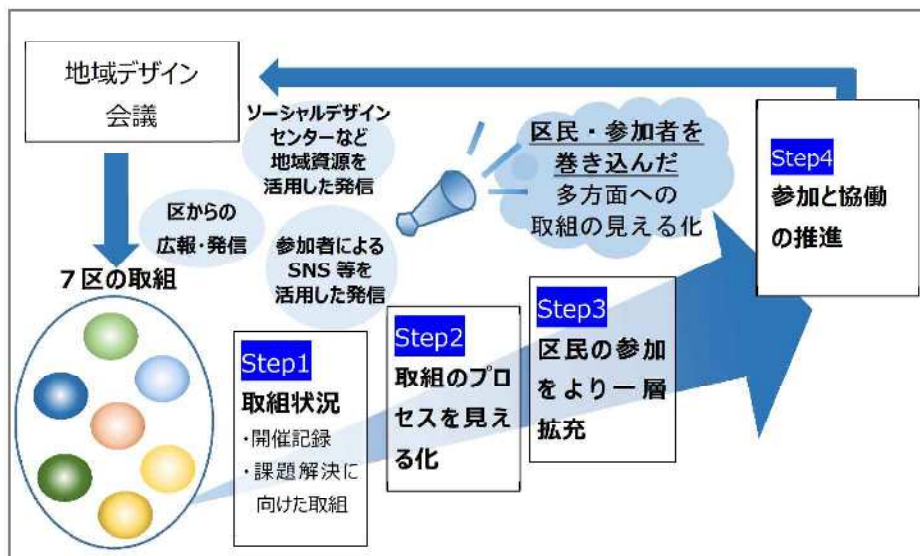 地域デザイン
会議
ソーシャルデザイン
センターなど
地域資源を
活用した発信
区民・参加者を
巻き込んだ
多方面への
取組の見える化
Step4
参加と協働
の推進
区からの
広報・発信
参加者による
SNS 等を
活用した発信
7区の取組
Step1
取組状況
・開催記録
・課題解決に
向けた取組
Step2
取組のプロ
セスを見え
る化
Step3
区民の参加
をより一層
拡充